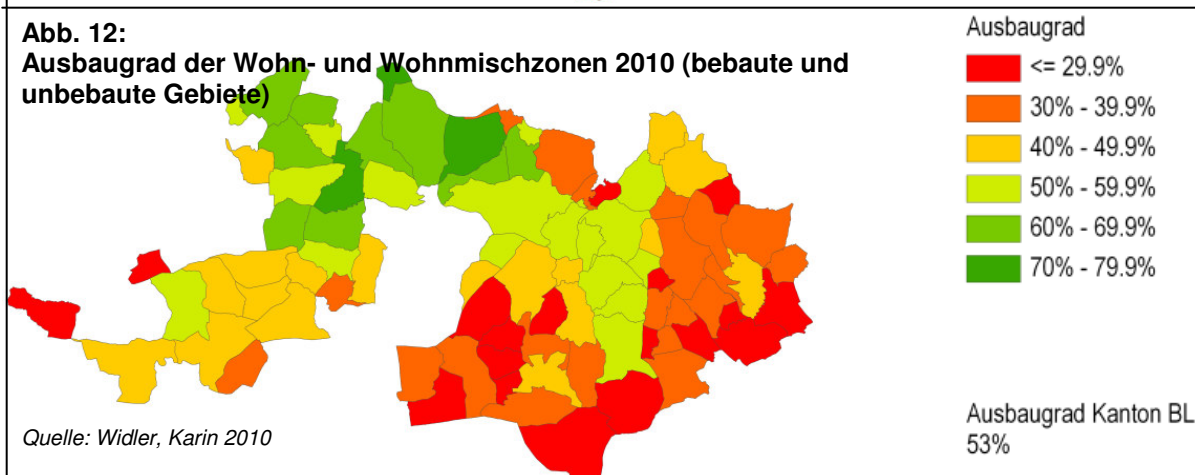 Abb. 12:
Ausbaugrad der Wohn- und Wohnmischzonen 2010 (bebaute und
unbebaute Gebiete)
Quelle: Widler, Karin 2010
Ausbaugrad
<= 29.9%
30% - 39.9%
40% - 49.9%
50% - 59.9%
60% - 69.9%
70% - 79.9%
Ausbaugrad Kanton BL
53%